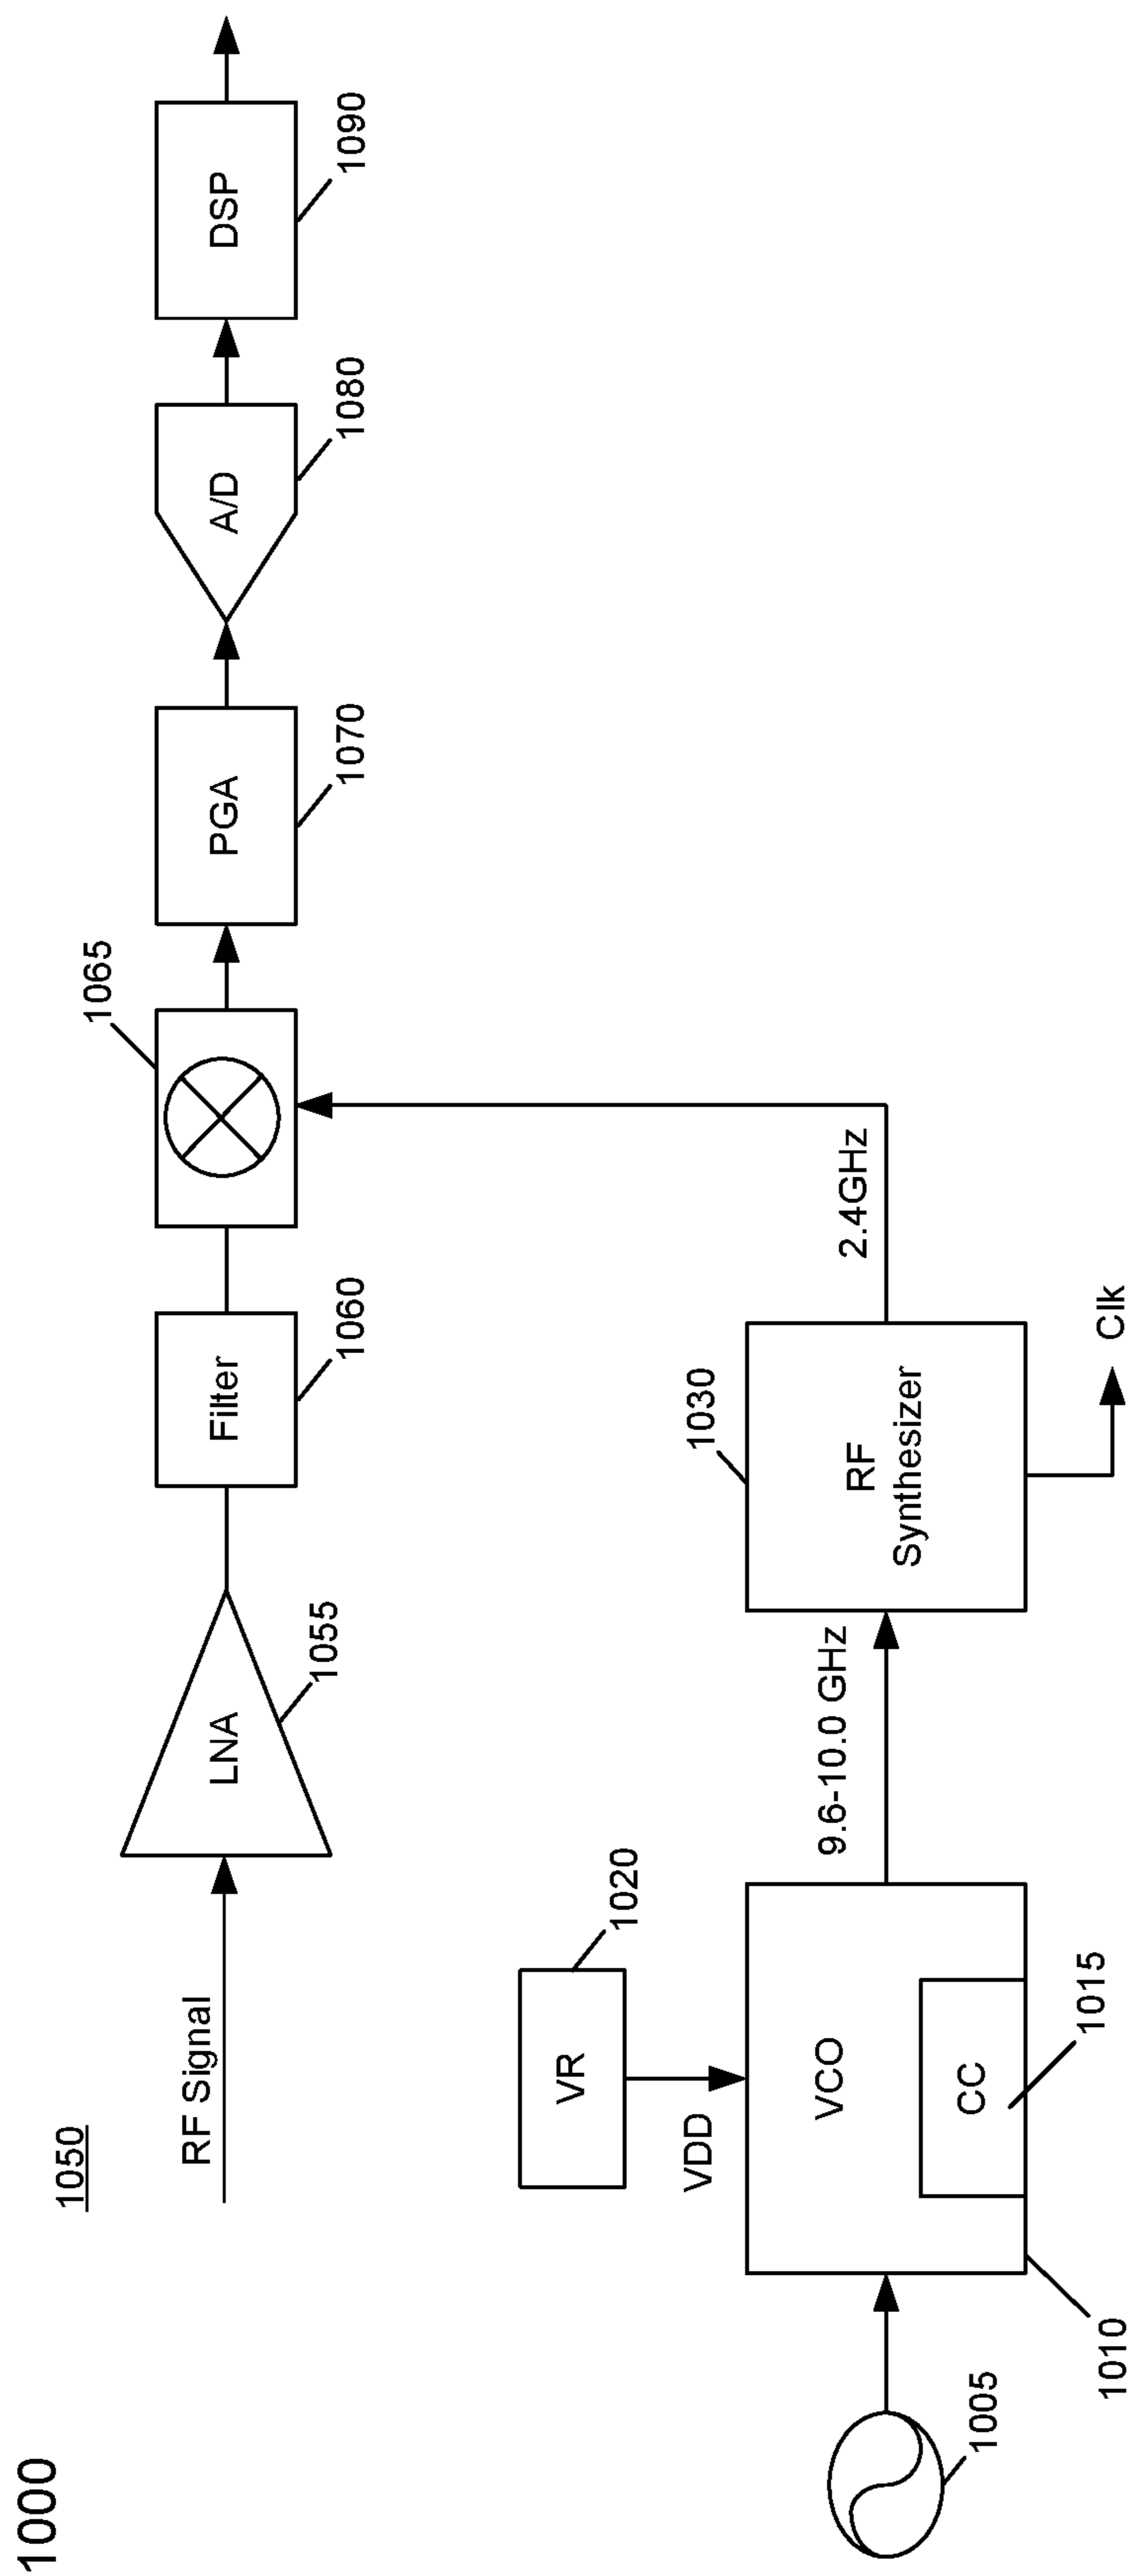 1000
1050
RF Signal
LNA
1055
Filter
1060
1065
PGA
1070
A/D
1080
DSP
1090
VR
1020
VDD
VCO
CC
1015
1010
1005
9.6-10.0 GHz
RF
Synthesizer
1030
2.4GHz
Clk